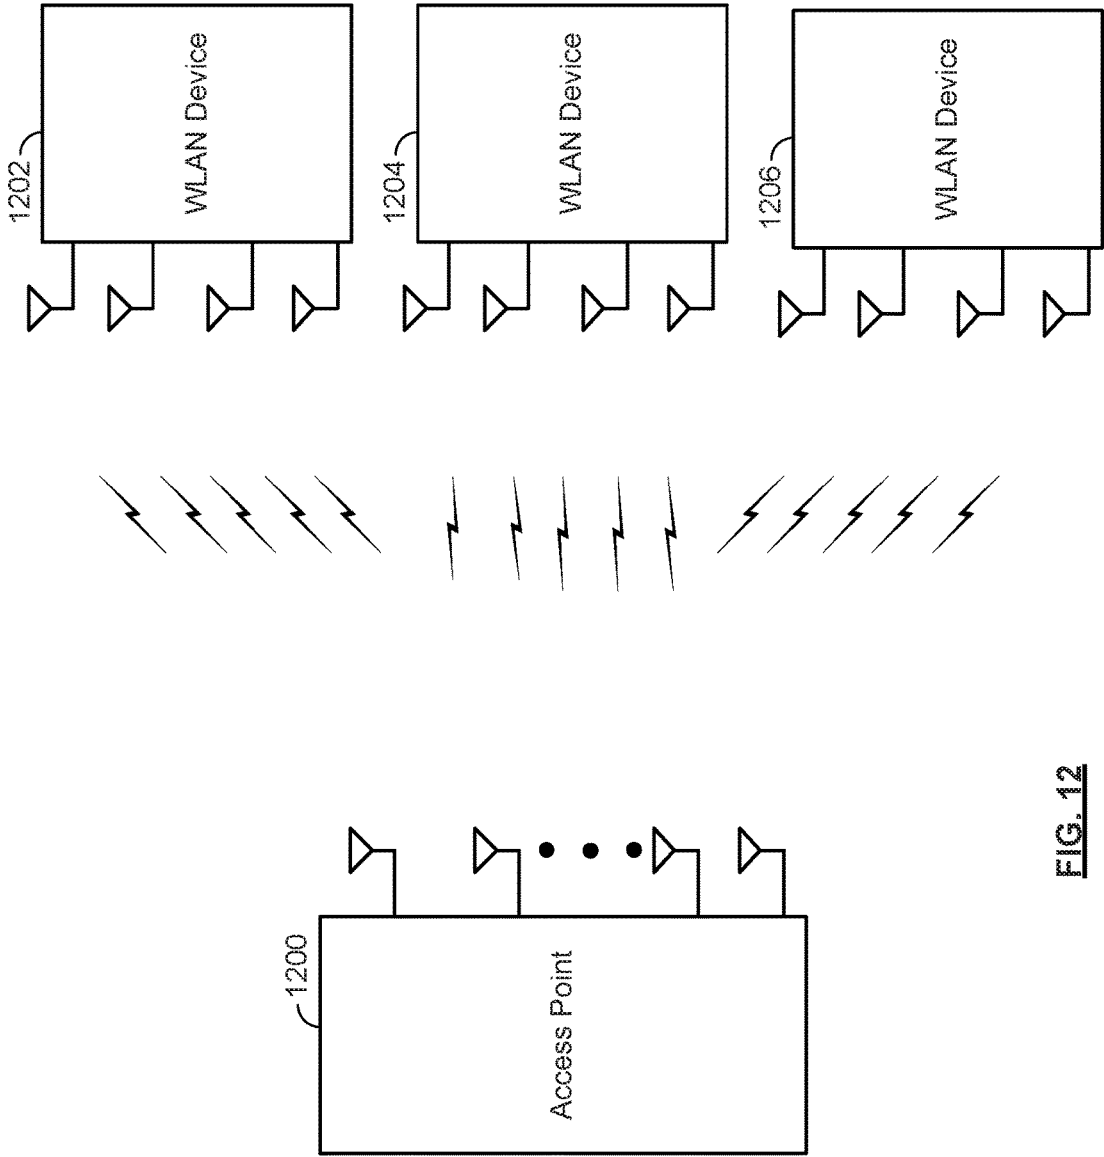 1200
Access Point
1202
WLAN Device
1204
WLAN Device
1206
WLAN Device
FIG. 12